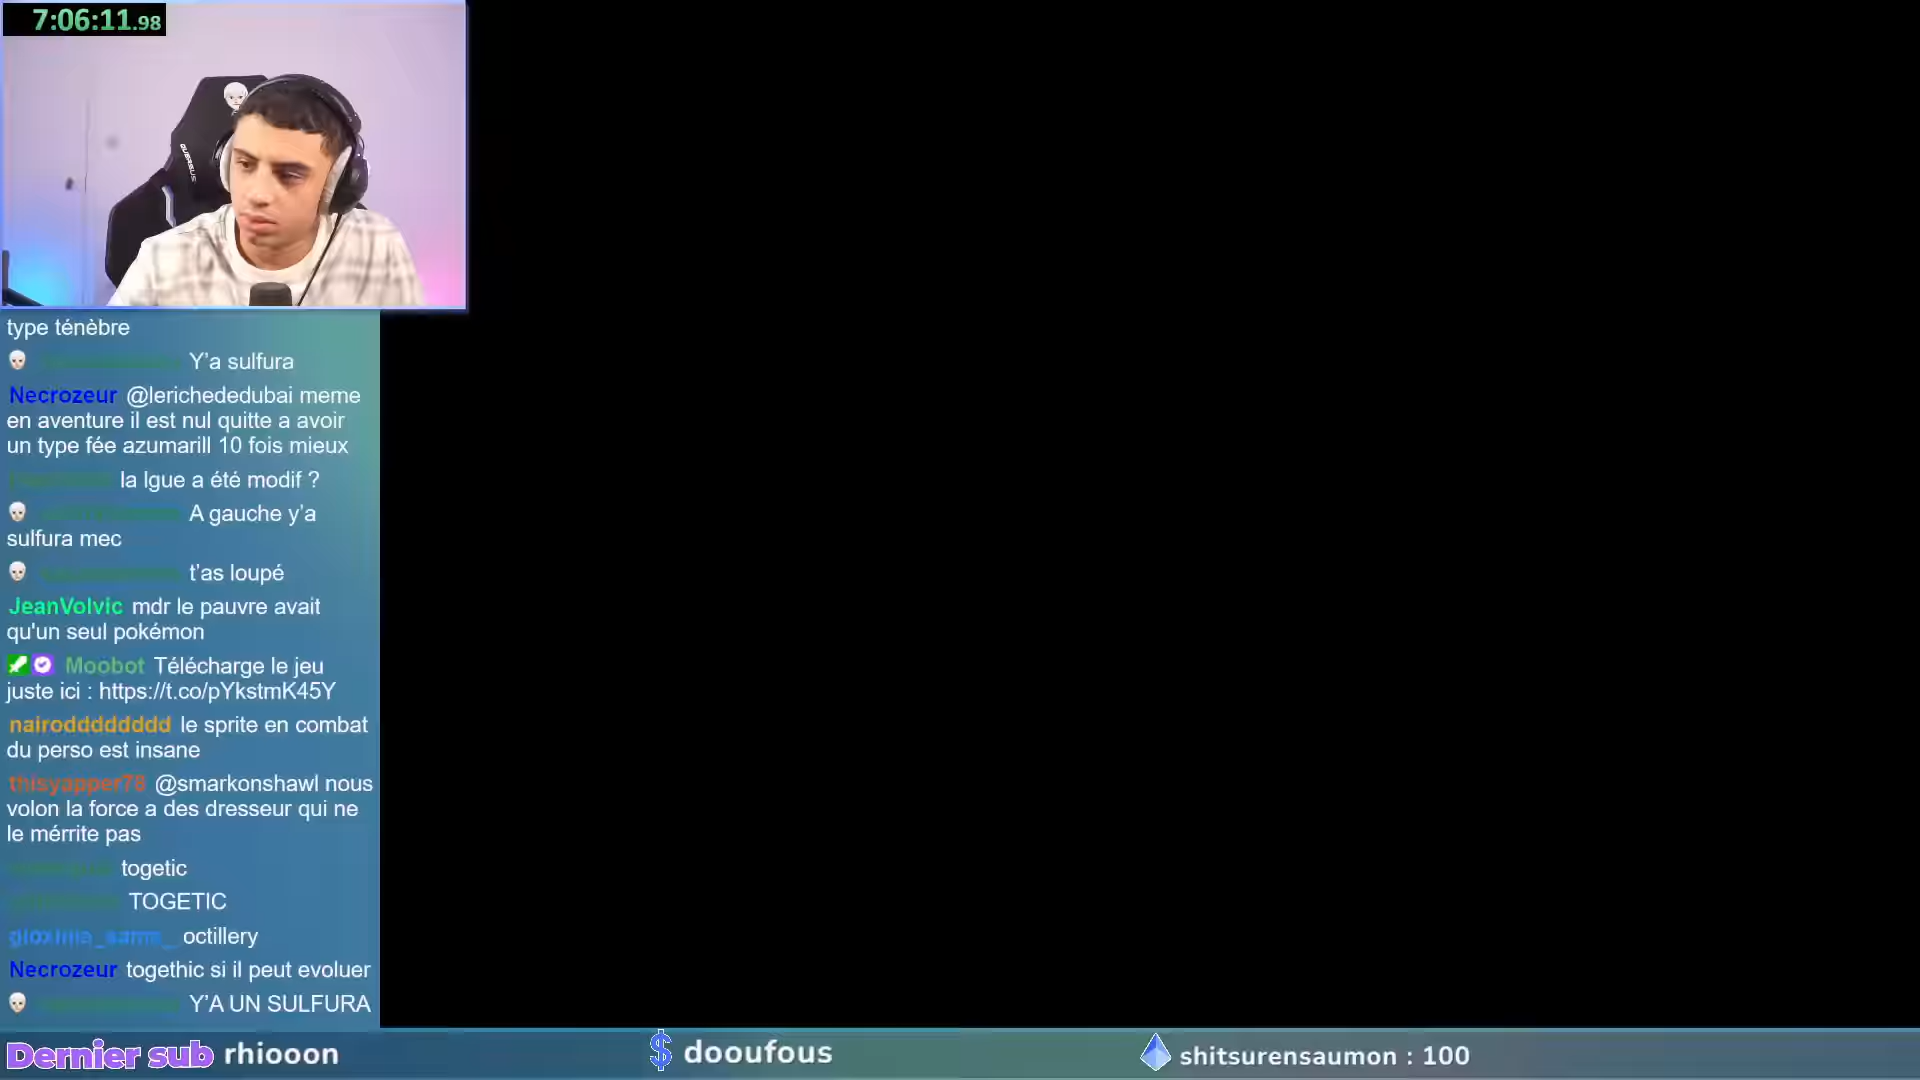 7:06:11.98
type ténèbre
Y'a sulfura
Necrozeur @lerichededubai meme
en aventure il est nul quitte a avoir
un type fée azumarill 10 fois mieux
la lgue a été modif ?
A gauche y'a
sulfura mec
t'as loupé
JeanVolvic mdr le pauvre avait
qu'un seul pokémon
Moobot Télécharge le jeu
juste ici : https://t.co/pYkstmK45Y
nairodddddddd le sprite en combat
du perso est insane
thisyapper78 @smarkonshawl nous
volon la force a des dresseur qui ne
le mérrite pas
togetic
TOGETIC
octillery
Necrozeur togethic si il peut evoluer
Y'A UN SULFURA
Dernier sub rhiooon
$ dooufous
shitsurensaumon : 100